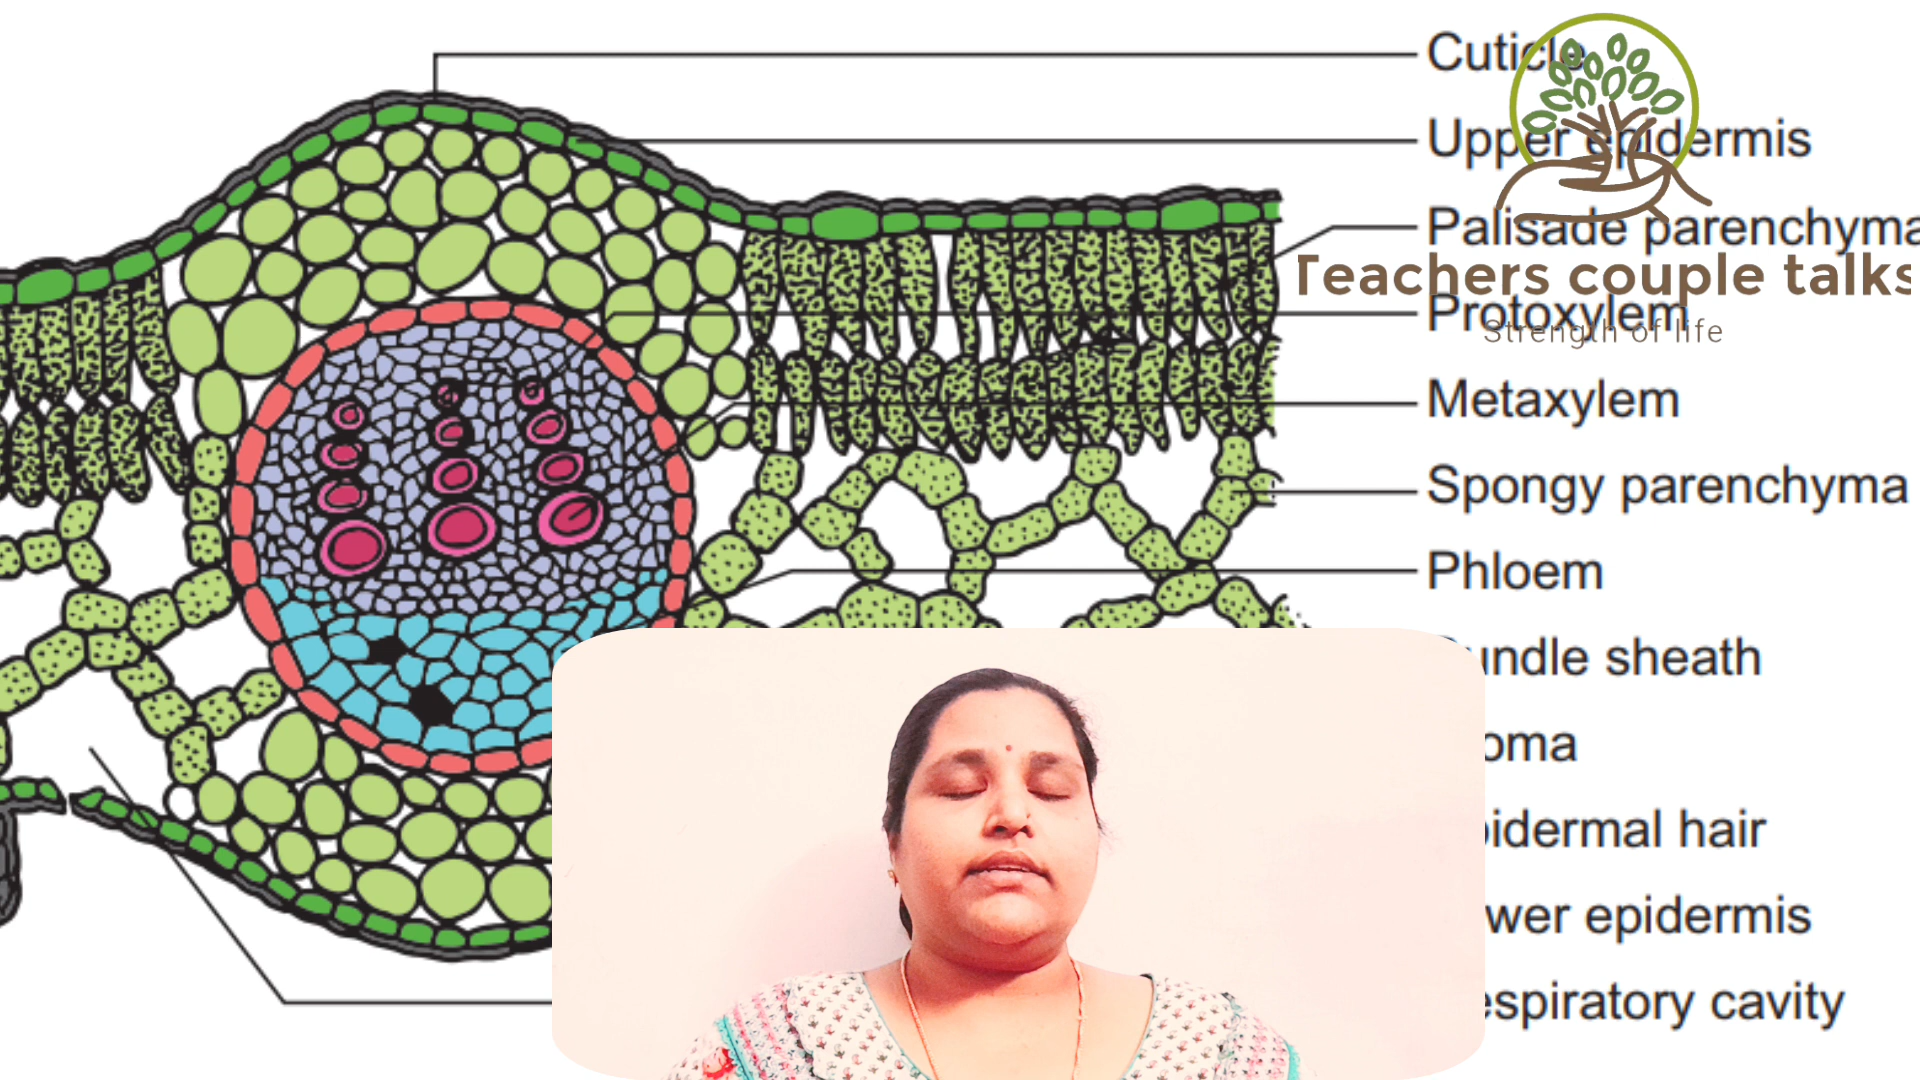 Cuticle
Upper epidermis
Palisade parenchyma
Teachers couple talks
Protoxylem
Strength of life
Metaxylem
Spongy parenchyma
Phloem
undle sheath
oma
idermal hair
wer epidermis
espiratory cavity